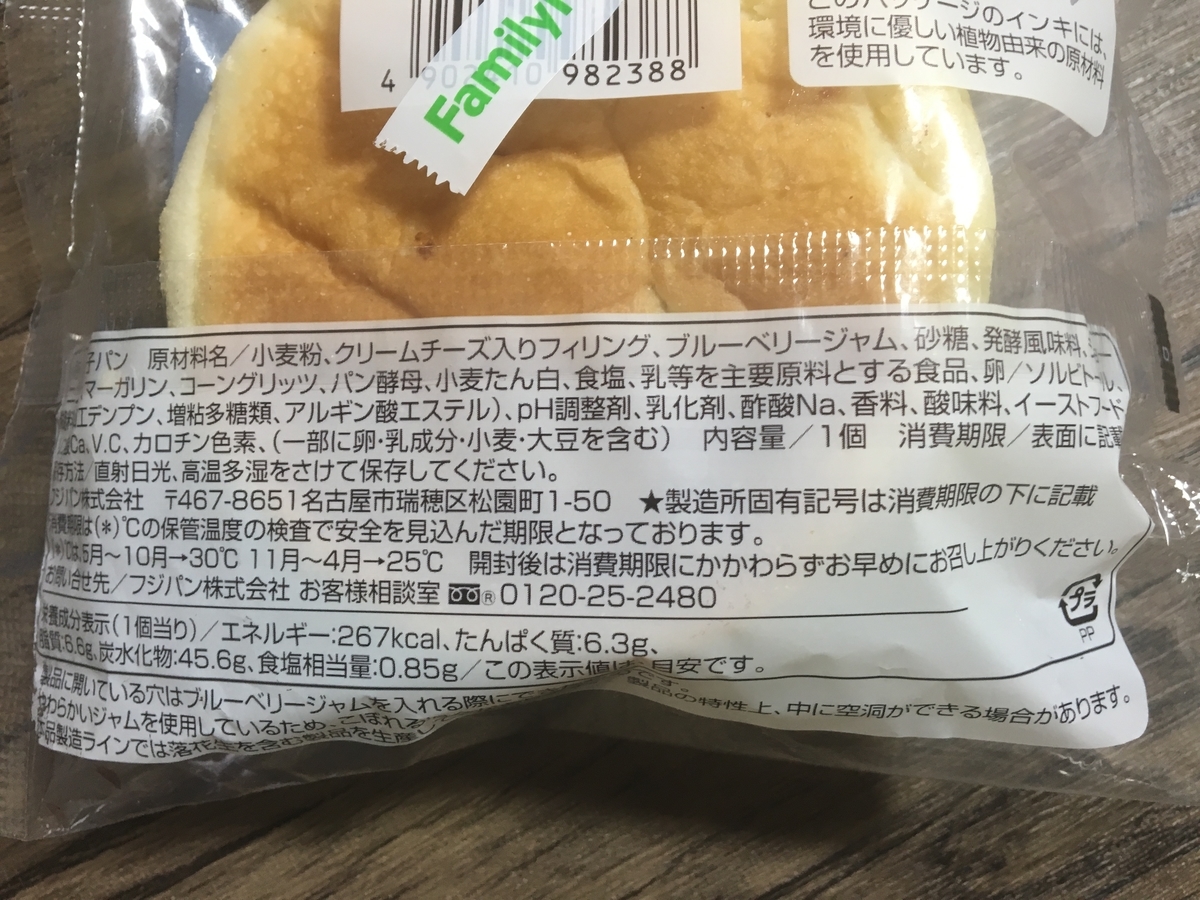 Family
4 90 10 982388
このパッケージのインキには、
環境に優しい植物由来の原材料
を使用しています。
子パン 原材料名／小麦粉、クリームチーズ入りフィリング、ブルーベリージャム、砂糖、発酵風味料、
マーガリン、コーングリッツ、パン酵母、小麦たん白、食塩、乳等を主要原料とする食品、卵／ソルビトール、
工デンプン、増粘多糖類、アルギン酸エステル)、pH調整剤、乳化剤、酢酸Na、香料、酸味料、イーストフード
Ca、V.C、カロチン色素、(一部に卵・乳成分・小麦・大豆を含む) 内容量／1個 消費期限／表面に記載
保存方法／直射日光、高温多湿をさけて保存してください。
フジパン株式会社 〒467-8651名古屋市瑞穂区松園町1-50 ★製造所固有記号は消費期限の下に記載
消費期限は(*)℃の保管温度の検査で安全を見込んだ期限となっております。
(*)℃は、5月～10月→30℃ 11月～4月→25℃ 開封後は消費期限にかかわらずお早めにお召し上がりください。
お問い合せ先／フジパン株式会社 お客様相談室 ®0120-25-2480
プラ
PP
栄養成分表示(1個当り)／エネルギー:267kcal、たんぱく質:6.3g、
脂質:6.6g、炭水化物:45.6g、食塩相当量:0.85g／この表示値は、目安です。
製品に開いている穴はブルーベリージャムを入れる際にで です。
やわらかいジャムを使用しているため、こぼれる 製品の特性上、中に空洞ができる場合があります。
本品製造ラインでは落花生を含む製品を生産し